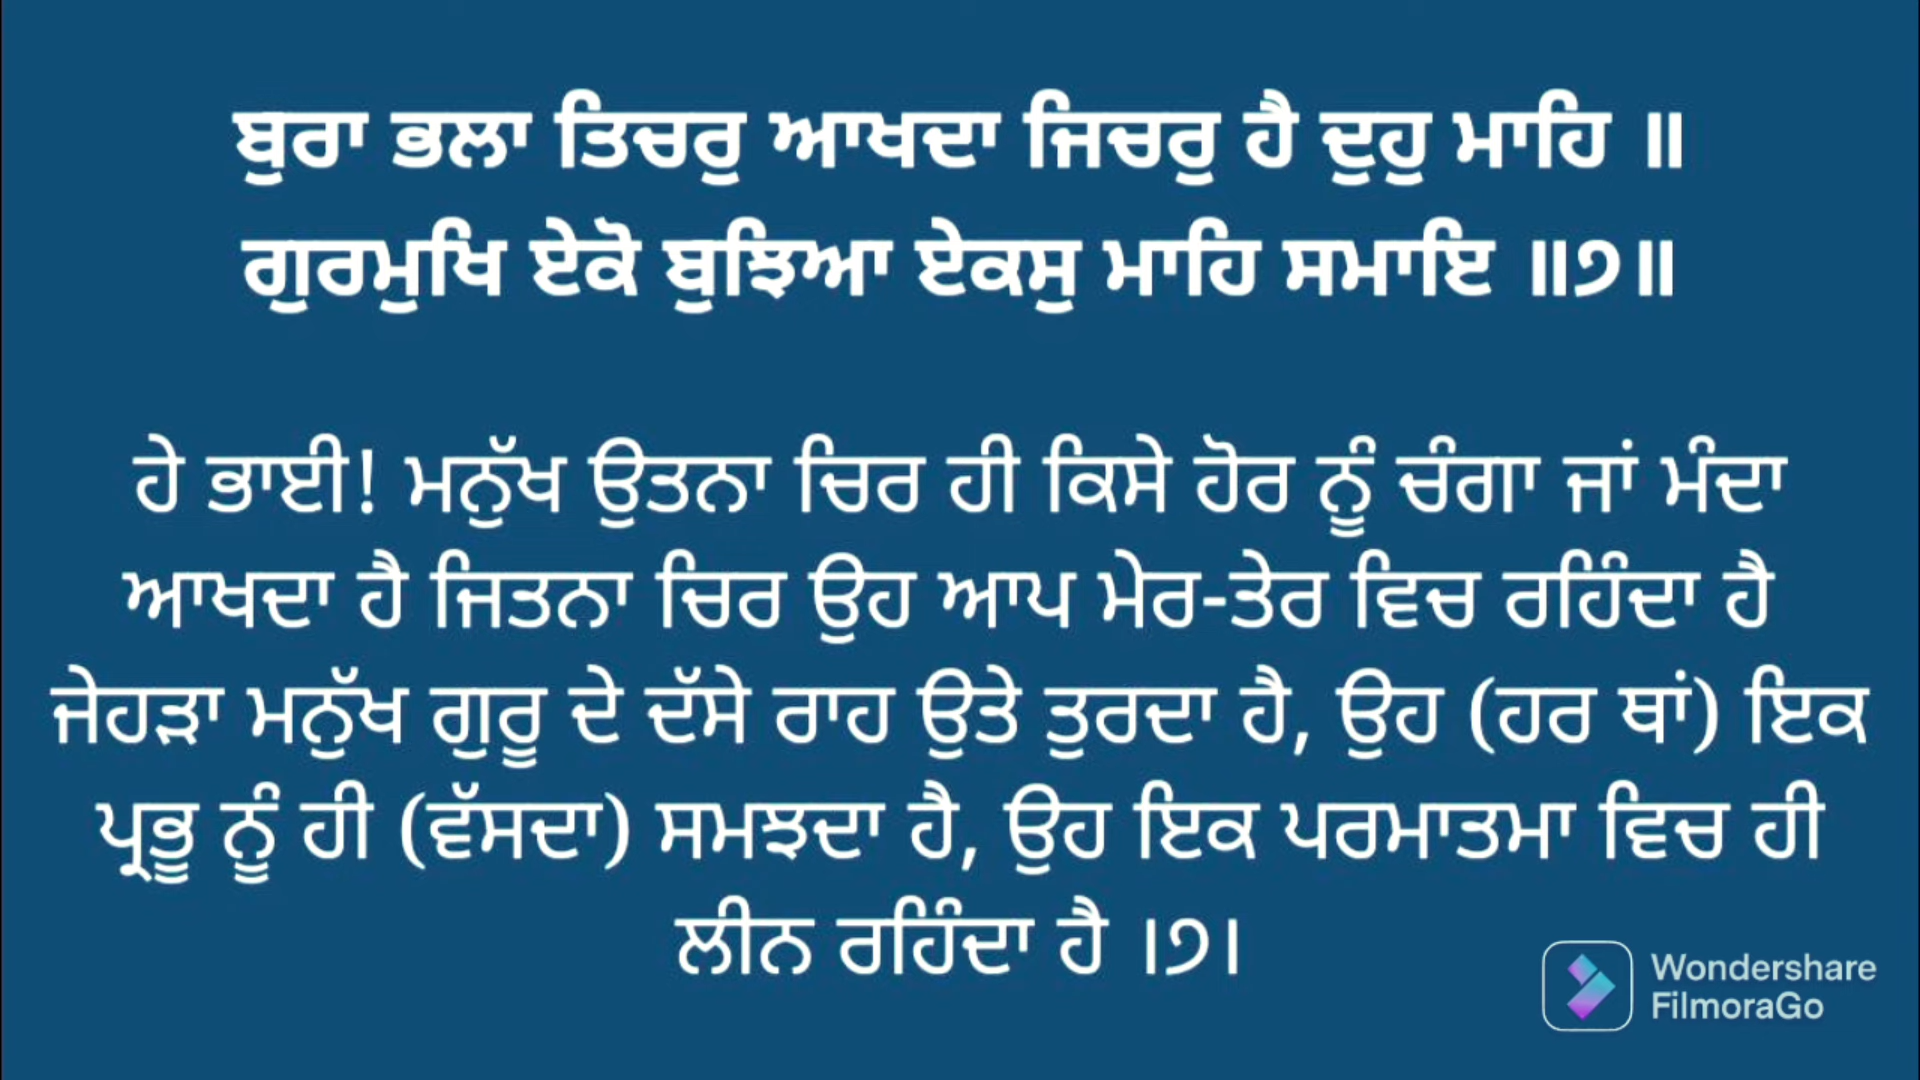 ਬੁਰਾ ਭਲਾ ਤਿਚਰੁ ਆਖਦਾ ਜਿਚਰੁ ਹੈ ਦੁਹੁ ਮਾਹਿ ॥
ਗੁਰਮੁਖਿ ਏਕੋ ਬੁਝਿਆ ਏਕਸੁ ਮਾਹਿ ਸਮਾਇ ॥੭॥
ਹੇ ਭਾਈ! ਮਨੁੱਖ ਉਤਨਾ ਚਿਰ ਹੀ ਕਿਸੇ ਹੋਰ ਨੂੰ ਚੰਗਾ ਜਾਂ ਮੰਦਾ
ਆਖਦਾ ਹੈ ਜਿਤਨਾ ਚਿਰ ਉਹ ਆਪ ਮੇਰ-ਤੇਰ ਵਿਚ ਰਹਿੰਦਾ ਹੈ
ਜੇਹੜਾ ਮਨੁੱਖ ਗੁਰੂ ਦੇ ਦੱਸੇ ਰਾਹ ਉਤੇ ਤੁਰਦਾ ਹੈ, ਉਹ (ਹਰ ਥਾਂ) ਇਕ
ਪ੍ਰਭੂ ਨੂੰ ਹੀ (ਵੱਸਦਾ) ਸਮਝਦਾ ਹੈ, ਉਹ ਇਕ ਪਰਮਾਤਮਾ ਵਿਚ ਹੀ
ਲੀਨ ਰਹਿੰਦਾ ਹੈ ।੭।
Wondershare
FilmoraGo